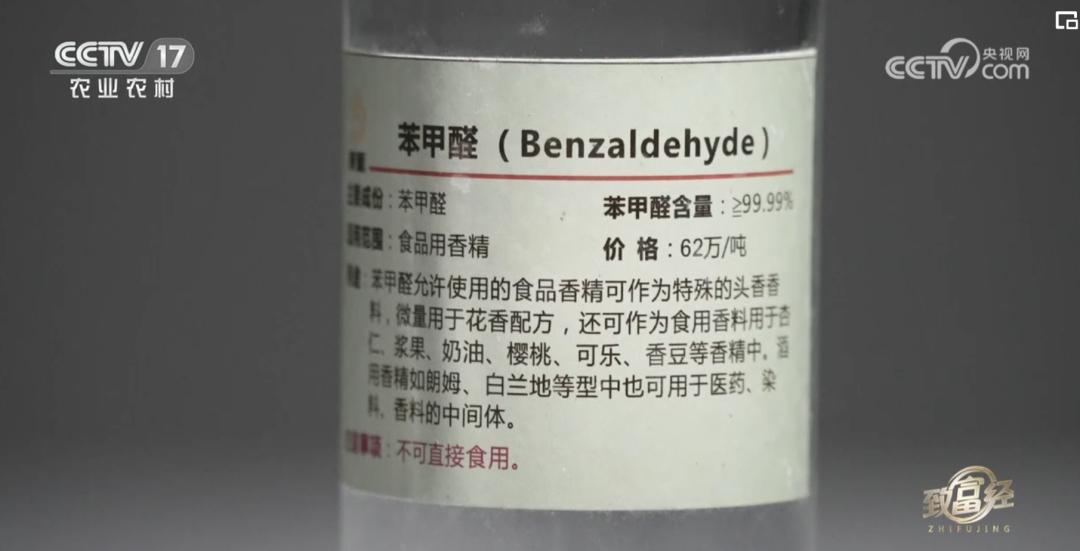 CCTV 17
农业农村
央视网
CCTV com
苯甲醛 (Benzaldehyde)
成份：苯甲醛
苯甲醛含量：≥99.99%
范围：食品用香精
价格：62万/吨
苯甲醛允许使用的食品香精可作为特殊的头香香
料，微量用于花香配方，还可作为食用香料用于杏
仁、浆果、奶油、樱桃、可乐、香豆等香精中。酒
用香精如朗姆、白兰地等型中也可用于医药、染
料、香料的中间体。
事项：不可直接食用。
致富经
ZHIFUJING